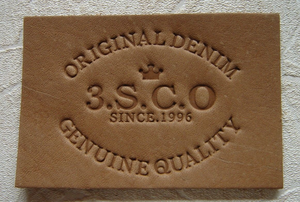 ORIGINAL DENIM
3.S.C.O
SINCE.1996
GENUINE QUALITY